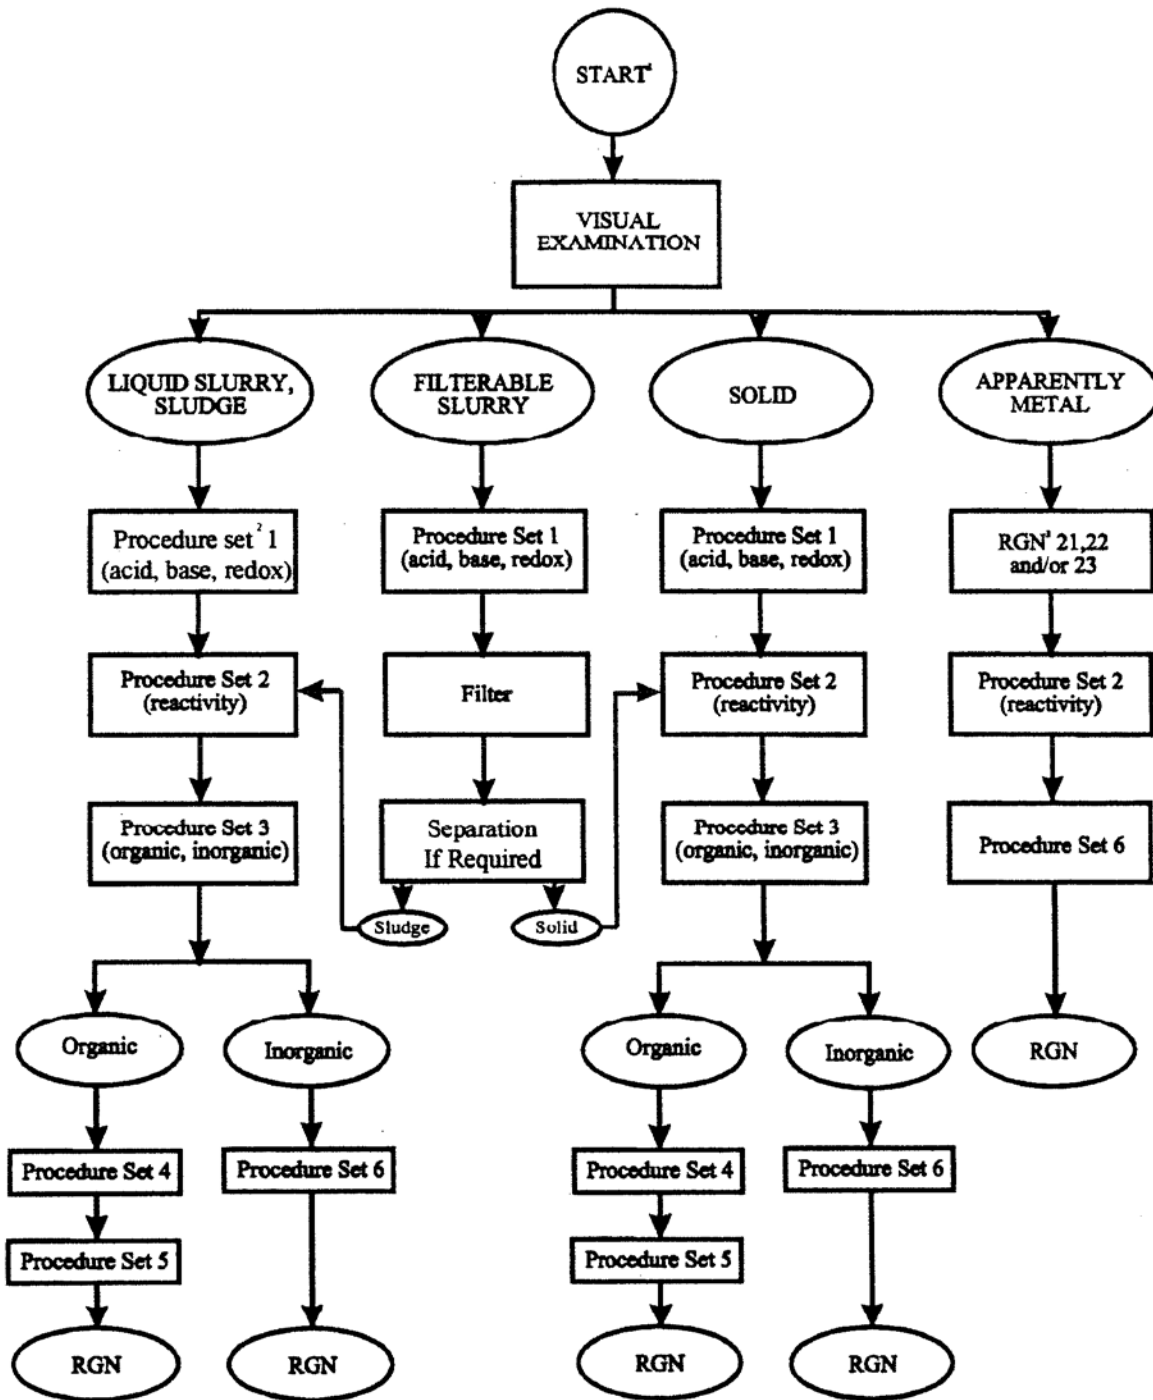 START¹
VISUAL
EXAMINATION
LIQUID SLURRY,
SLUDGE
FILTERABLE
SLURRY
SOLID
APPARENTLY
METAL
Procedure set² 1
(acid, base, redox)
Procedure Set 1
(acid, base, redox)
Procedure Set 1
(acid, base, redox)
RGN³ 21,22
and/or 23
Procedure Set 2
(reactivity)
Filter
Procedure Set 2
(reactivity)
Procedure Set 2
(reactivity)
Procedure Set 3
(organic, inorganic)
Separation
If Required
Procedure Set 3
(organic, inorganic)
Procedure Set 6
Sludge
Solid
Organic
Inorganic
Organic
Inorganic
RGN
Procedure Set 4
Procedure Set 6
Procedure Set 4
Procedure Set 6
Procedure Set 5
Procedure Set 5
RGN
RGN
RGN
RGN